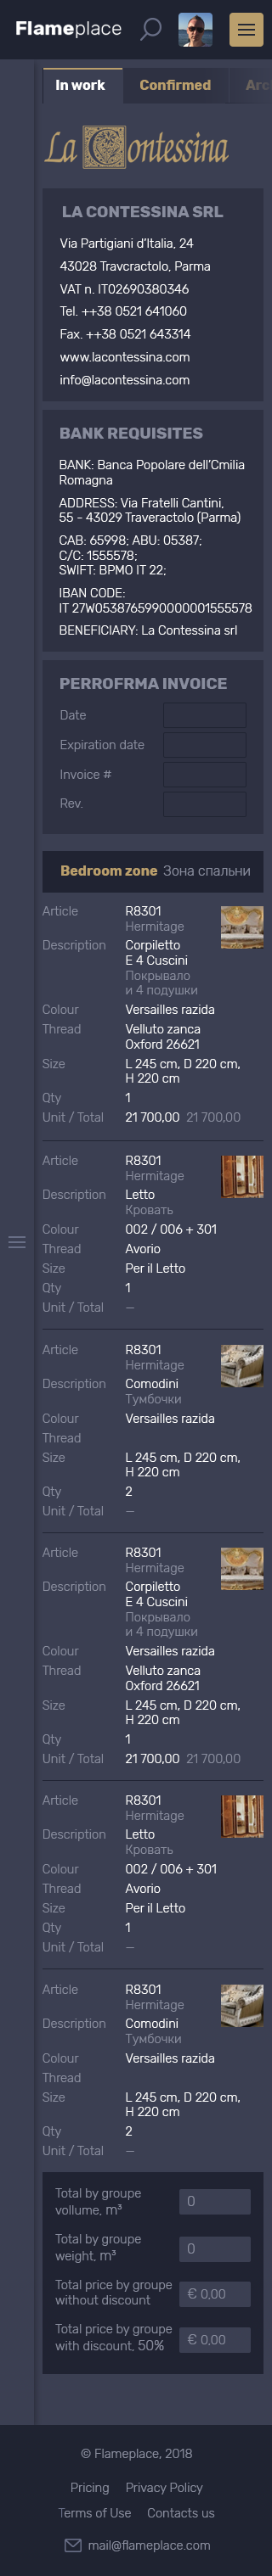 Flameplace
In work Confirmed Arc
La Contessina
LA CONTESSINA SRL
Via Partigiani d'Italia, 24
43028 Travcractolo, Parma
VAT n. IT02690380346
Tel. ++38 0521 641060
Fax. ++38 0521 643314
www.lacontessina.com
info@lacontessina.com
BANK REQUISITES
BANK: Banca Popolare dell'Cmilia
Romagna
ADDRESS: Via Fratelli Cantini,
55 - 43029 Traveractolo (Parma)
CAB: 65998; ABU: 05387;
C/C: 1555578;
SWIFT: BPMO IT 22;
IBAN CODE:
IT 27W0538765990000001555578
BENEFICIARY: La Contessina srl
PERROFRMA INVOICE
Date
Expiration date
Invoice #
Rev.
Bedroom zone Зона спальни
Article R8301
Hermitage
Description Corpiletto
E 4 Cuscini
Покрывало
и 4 подушки
Colour Versailles razida
Thread Velluto zanca
Oxford 26621
Size L 245 cm, D 220 cm,
H 220 cm
Qty 1
Unit / Total 21 700,00 21 700,00
Article R8301
Hermitage
Description Letto
Кровать
Colour 002 / 006 + 301
Thread Avorio
Size Per il Letto
Qty 1
Unit / Total —
Article R8301
Hermitage
Description Comodini
Тумбочки
Colour Versailles razida
Thread
Size L 245 cm, D 220 cm,
H 220 cm
Qty 2
Unit / Total —
Article R8301
Hermitage
Description Corpiletto
E 4 Cuscini
Покрывало
и 4 подушки
Colour Versailles razida
Thread Velluto zanca
Oxford 26621
Size L 245 cm, D 220 cm,
H 220 cm
Qty 1
Unit / Total 21 700,00 21 700,00
Article R8301
Hermitage
Description Letto
Кровать
Colour 002 / 006 + 301
Thread Avorio
Size Per il Letto
Qty 1
Unit / Total —
Article R8301
Hermitage
Description Comodini
Тумбочки
Colour Versailles razida
Thread
Size L 245 cm, D 220 cm,
H 220 cm
Qty 2
Unit / Total —
Total by groupe
vollume, m³ 0
Total by groupe
weight, m³ 0
Total price by groupe
without discount € 0,00
Total price by groupe
with discount, 50% € 0,00
© Flameplace, 2018
Pricing Privacy Policy
Terms of Use Contacts us
mail@flameplace.com